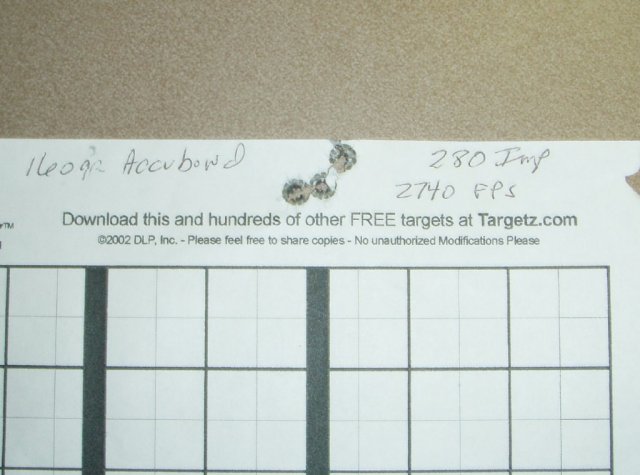 160gr Accubond
280 Imp
2740 FPS
Download this and hundreds of other FREE targets at Targetz.com
©2002 DLP, Inc. - Please feel free to share copies - No unauthorized Modifications Please